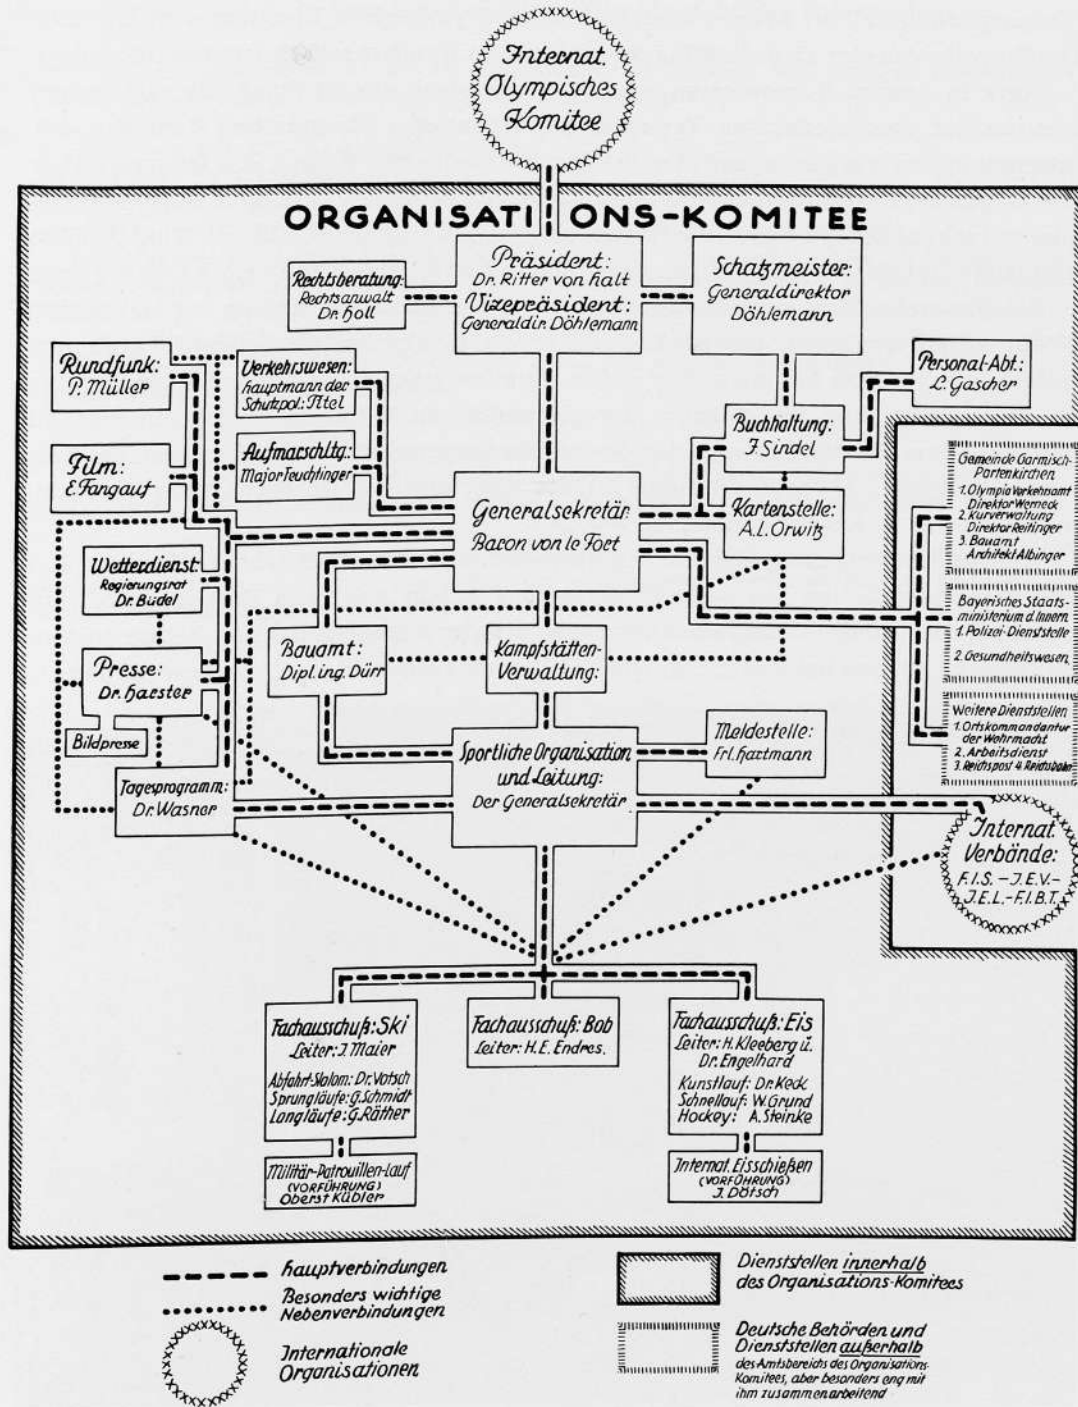 Internat.
Olympisches
Komitee
ORGANISATIONS-KOMITEE
Rechtsberatung:
Rechtsanwalt
Dr. Holl
Präsident:
Dr. Ritter von Halt
Vizepräsident:
Generaldir. Döhlemann
Schatzmeister:
Generaldirektor
Döhlemann
Rundfunk:
P. Müller
Verkehrswesen:
Hauptmann der
Schutzpol.: Titel
Personal-Abt.:
L. Gascher
Film:
E. Fangauf
Aufmarschltg.:
Major Feuchtinger
Buchhaltung:
J. Sindel
Generalsekretär:
Baron von le Fort
Kartenstelle:
A. L. Orwitz
Gemeinde Garmisch-
Partenkirchen
1. Olympia Verkehrsamt
Direktor Werneck
2. Kurverwaltung
Direktor Reitinger
3. Bauamt
Architekt Albinger
Wetterdienst:
Regierungsrat
Dr. Büdel
Bayerisches Staats-
ministerium d. Innern
1. Polizei-Dienststelle
2. Gesundheitswesen
Presse:
Dr. Harster
Bildpresse
Bauamt:
Dipl. ing. Dürr
Kampfstätten-
Verwaltung:
Weitere Dienststellen
1. Ortskommandantur
der Wehrmacht
2. Arbeitsdienst
3. Reichspost 4. Reichsbahn
Tagesprogramm:
Dr. Wasner
Sportliche Organisation
und Leitung:
Der Generalsekretär
Meldestelle:
Frl. Hartmann
Internat.
Verbände:
F.I.S. – J.E.V. –
J.E.L. – F.I.B.T.
Fachausschuß: Ski
Leiter: J. Maier
Abfahrt-Slalom: Dr. Votsch
Sprungläufe: G. Schmidt
Langläufe: G. Räther
Fachausschuß: Bob
Leiter: H. E. Endres.
Fachausschuß: Eis
Leiter: H. Kleeberg u.
Dr. Engelhard
Kunstlauf: Dr. Keck
Schnellauf: W. Grund
Hockey: A. Steinke
Militär-Patrouillen-Lauf
(VORFÜHRUNG)
Oberst Kübler
Internat. Eisschießen
(VORFÜHRUNG)
J. Dötsch
Hauptverbindungen
Besonders wichtige
Nebenverbindungen
Internationale
Organisationen
Dienststellen innerhalb
des Organisations-Komitees
Deutsche Behörden und
Dienststellen außerhalb
des Amtsbereichs des Organisations-
Komitees, aber besonders eng mit
ihm zusammenarbeitend